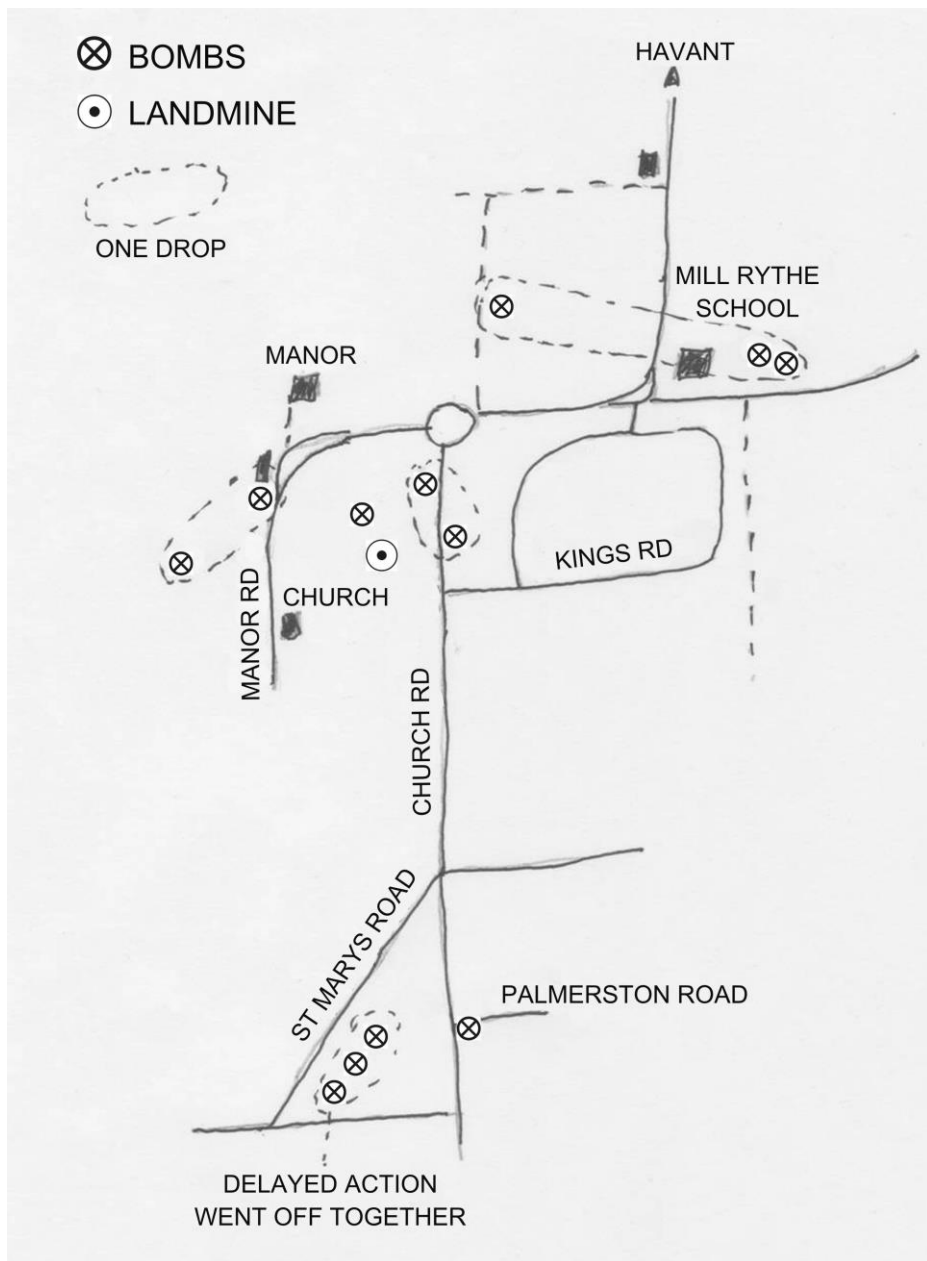 BOMBS
LANDMINE
ONE DROP
HAVANT
MILL RYTHE
SCHOOL
MANOR
KINGS RD
CHURCH
MANOR RD
CHURCH RD
ST MARYS ROAD
PALMERSTON ROAD
DELAYED ACTION
WENT OFF TOGETHER